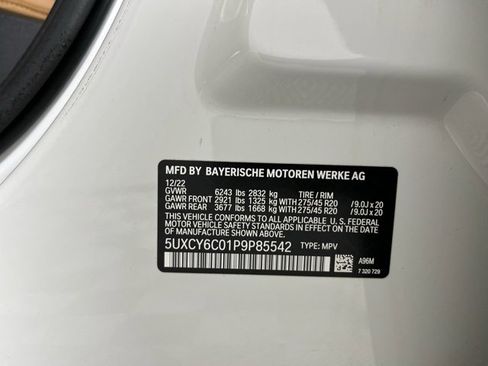 MFD BY BAYERISCHE MOTOREN WERKE AG
12/22
GVWR 6243 lbs 2832 kg TIRE / RIM
GAWR FRONT 2921 lbs 1325 kg WITH 275/45 R20 /9.0J x 20
GAWR REAR 3677 lbs 1668 kg WITH 275/45 R20 /9.0J x 20
THIS VEHICLE CONFORMS TO ALL APPLICABLE U.S. FEDERAL
MOTOR VEHICLE SAFETY STANDARDS IN EFFECT ON
THE DATE OF MANUFACTURE SHOWN ABOVE.
5UXCY6C01P9P85542 TYPE: MPV
A96M
7 320 729